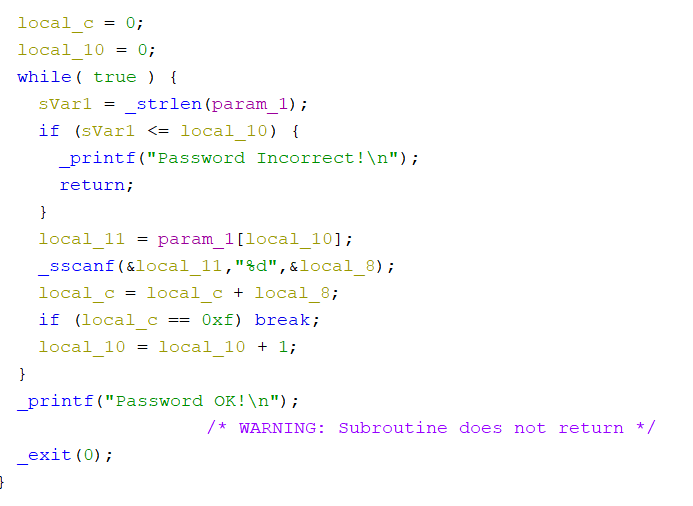 local_c = 0;
local_10 = 0;
while( true ) {
sVar1 = _strlen(param_1);
if (sVar1 <= local_10) {
_printf("Password Incorrect!\n");
return;
}
local_11 = param_1[local_10];
_sscanf(&local_11,"%d",&local_8);
local_c = local_c + local_8;
if (local_c == 0xf) break;
local_10 = local_10 + 1;
}
_printf("Password OK!\n");
/* WARNING: Subroutine does not return */
_exit(0);
}